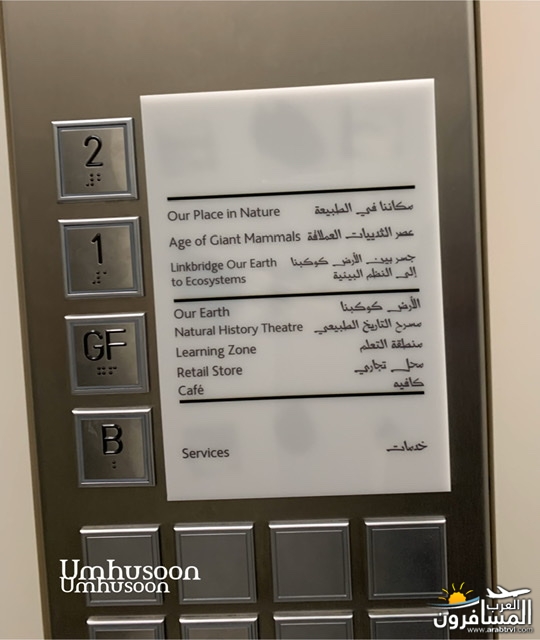 2
Our Place in Nature مكاننا في الطبيعة
Age of Giant Mammals عصر الثدييات العملاقة
1
Linkbridge Our Earth جسر بين الأرض كوكبنا
to Ecosystems إلى النظم البيئية
Our Earth الأرض كوكبنا
Natural History Theatre مسرح التاريخ الطبيعي
GF
Learning Zone منطقة التعلم
Retail Store محل تجاري
Café كافيه
B
Services خدمات
Umhusoon
Umhusoon
العرب
المسافرون
www.arabtrvl.com